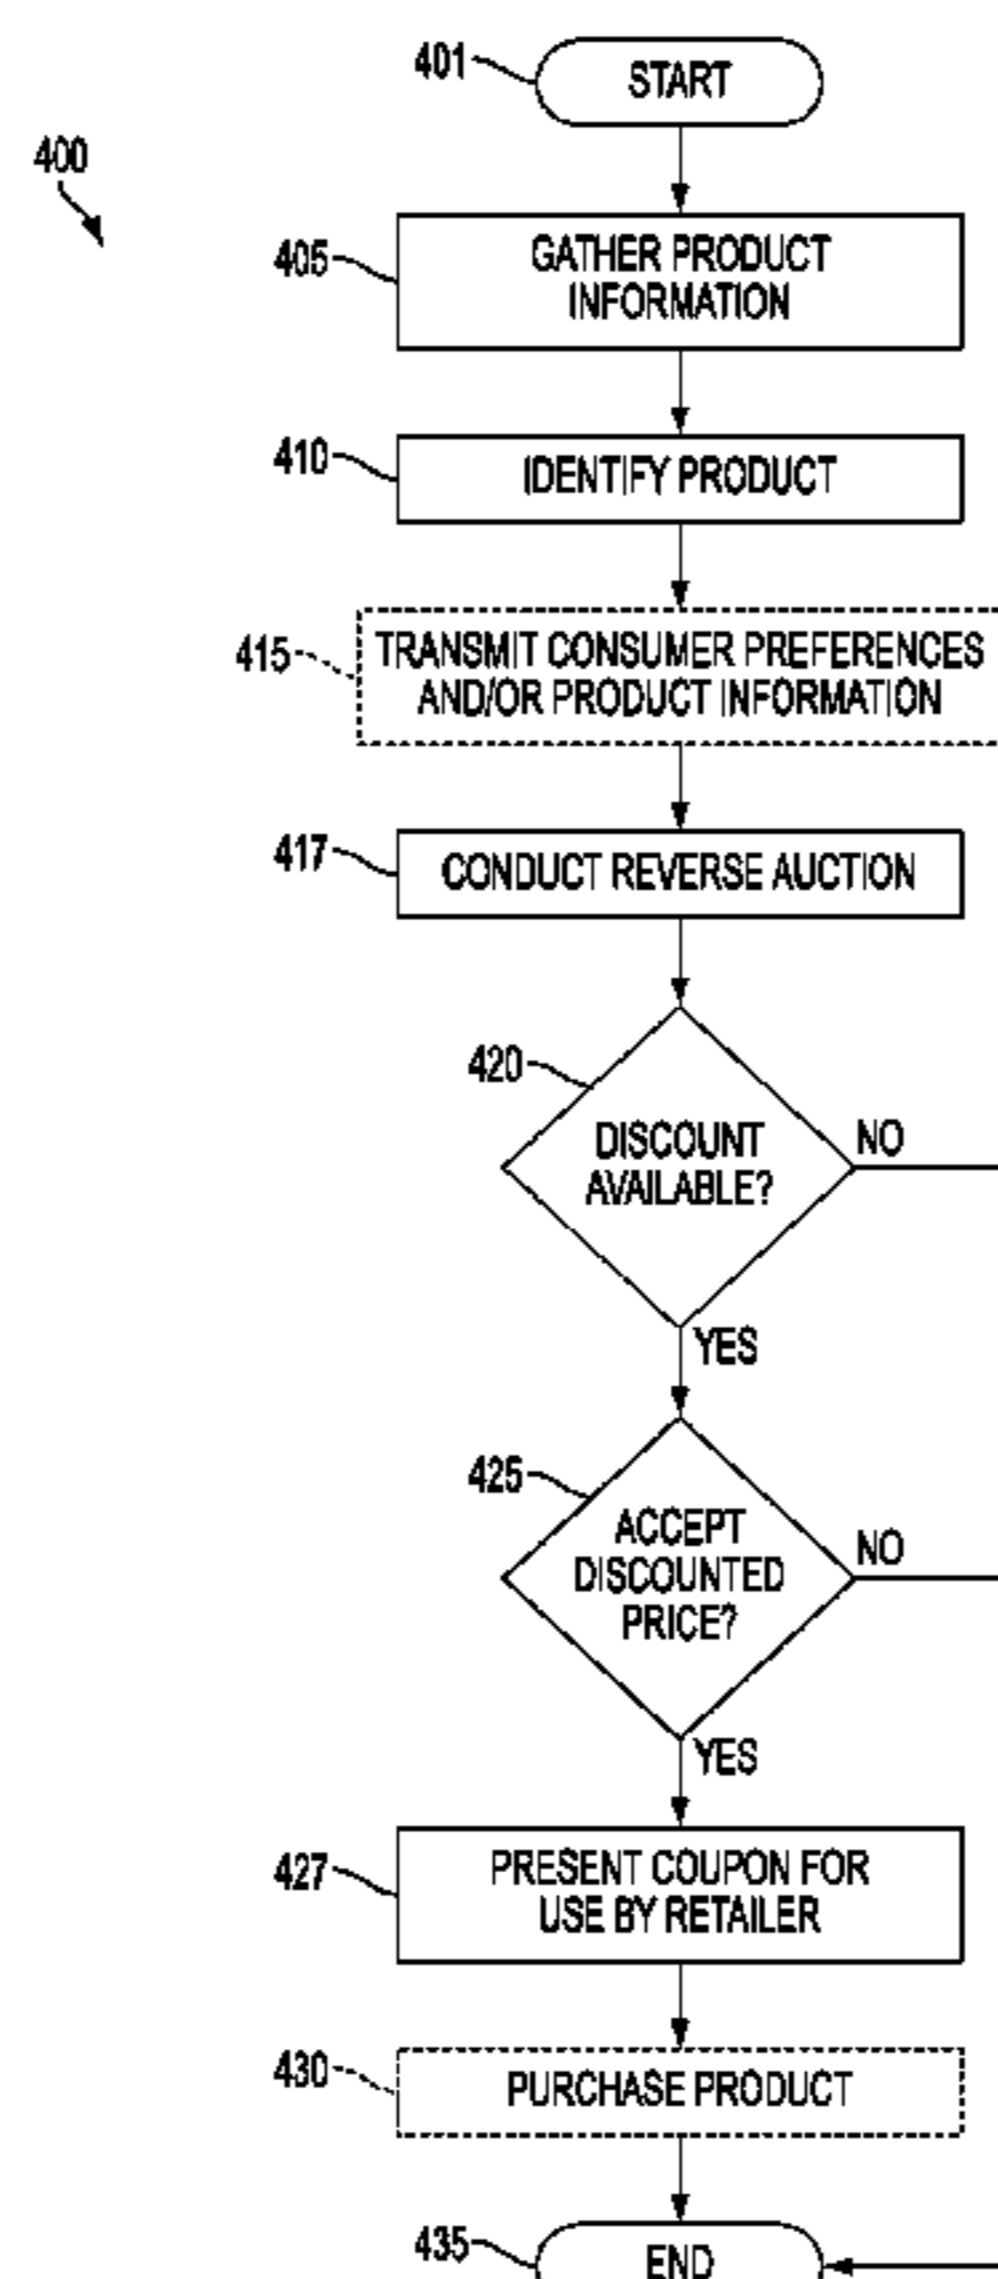 401
START
400
405
GATHER PRODUCT
INFORMATION
410
IDENTIFY PRODUCT
415
TRANSMIT CONSUMER PREFERENCES
AND/OR PRODUCT INFORMATION
417
CONDUCT REVERSE AUCTION
420
DISCOUNT
AVAILABLE?
NO
YES
425
ACCEPT
DISCOUNTED
PRICE?
NO
YES
427
PRESENT COUPON FOR
USE BY RETAILER
430
PURCHASE PRODUCT
435
END